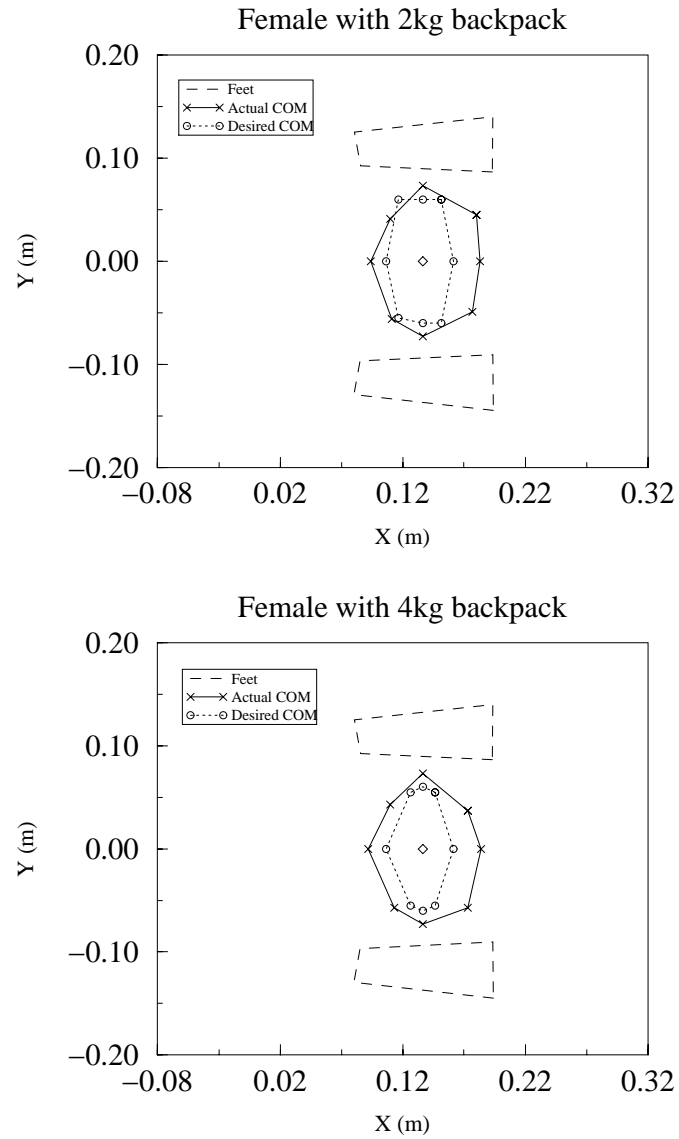 Female with 2kg backpack
0.20
Feet
Actual COM
Desired COM
0.10
Y (m)
0.00
−0.10
−0.20
−0.08 0.02 0.12 0.22 0.32
X (m)
Female with 4kg backpack
0.20
Feet
Actual COM
Desired COM
0.10
Y (m)
0.00
−0.10
−0.20
−0.08 0.02 0.12 0.22 0.32
X (m)